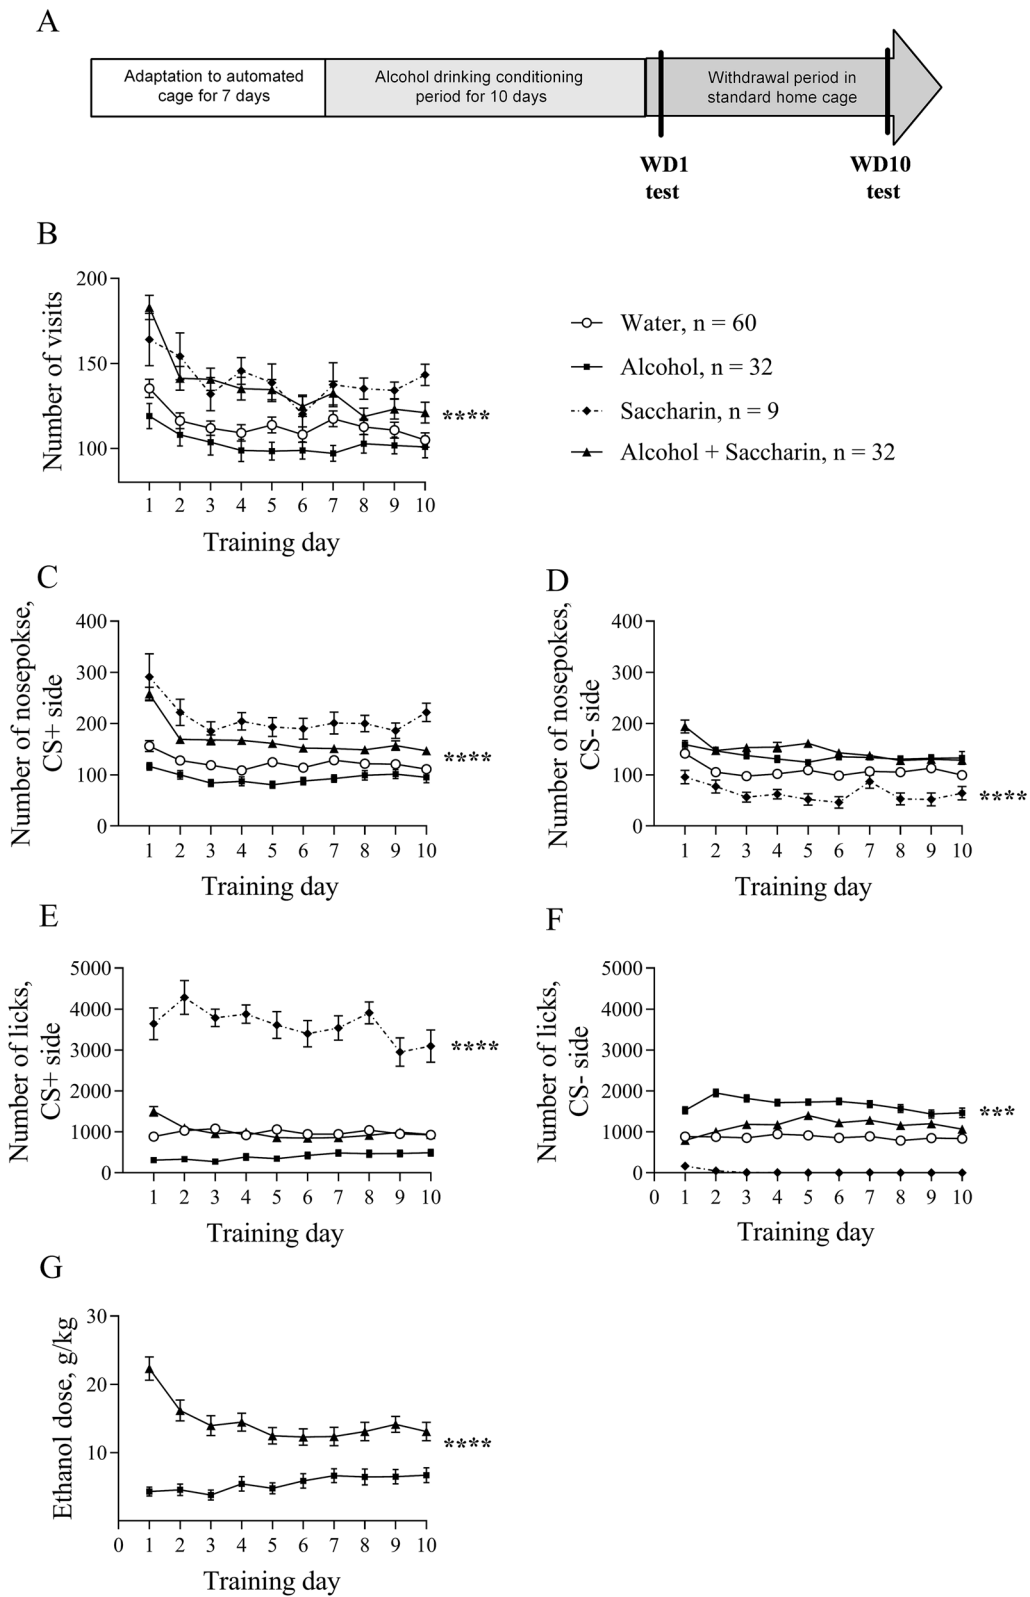 A
Adaptation to automated
cage for 7 days
Alcohol drinking conditioning
period for 10 days
Withdrawal period in
standard home cage
WD1
test
WD10
test
B
Number of visits
200
150
100
****
1 2 3 4 5 6 7 8 9 10
Training day
Water, n = 60
Alcohol, n = 32
Saccharin, n = 9
Alcohol + Saccharin, n = 32
C
Number of nosepokse,
CS+ side
400
300
200
100
0
****
1 2 3 4 5 6 7 8 9 10
Training day
D
Number of nosepokes,
CS- side
400
300
200
100
0
****
1 2 3 4 5 6 7 8 9 10
Training day
E
Number of licks,
CS+ side
5000
4000
3000
2000
1000
0
****
1 2 3 4 5 6 7 8 9 10
Training day
F
Number of licks,
CS- side
5000
4000
3000
2000
1000
0
***
0 1 2 3 4 5 6 7 8 9 10
Training day
G
Ethanol dose, g/kg
30
20
10
****
0 1 2 3 4 5 6 7 8 9 10
Training day